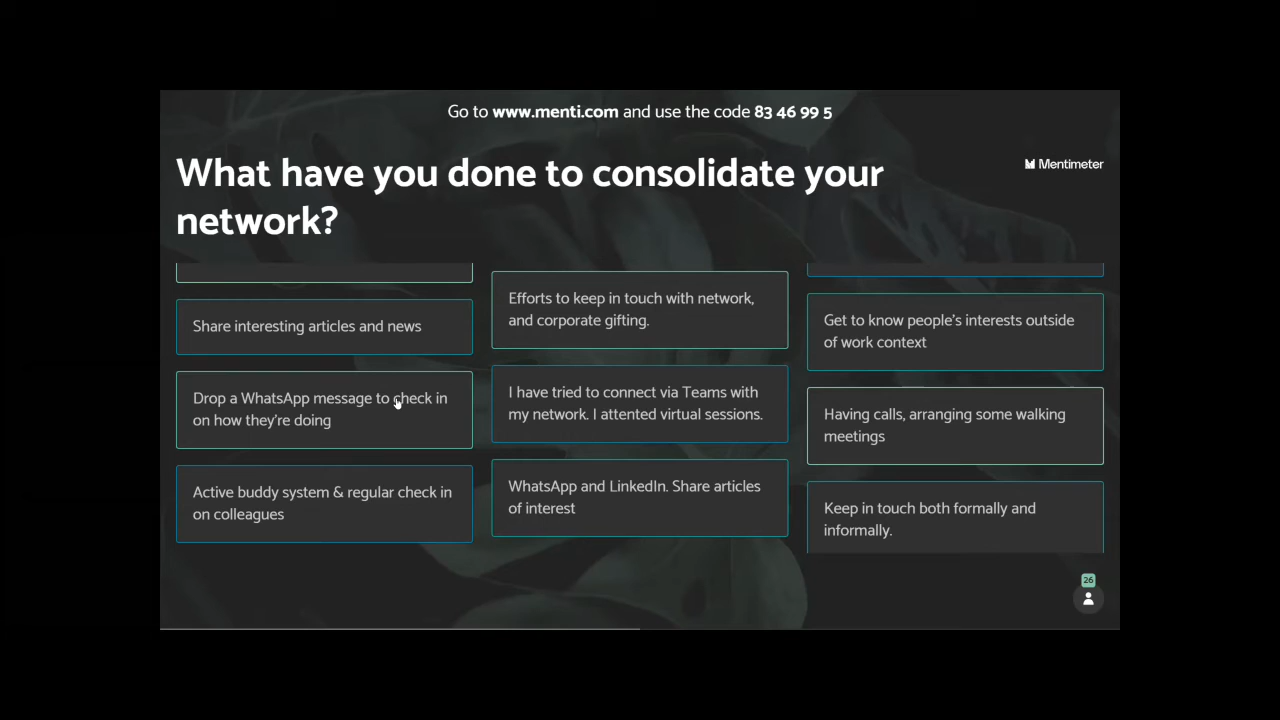 Go to www.menti.com and use the code 83 46 99 5
What have you done to consolidate your
network?
Mentimeter
Share interesting articles and news
Drop a WhatsApp message to check in
on how they're doing
Active buddy system & regular check in
on colleagues
Efforts to keep in touch with network,
and corporate gifting.
I have tried to connect via Teams with
my network. I attented virtual sessions.
WhatsApp and LinkedIn. Share articles
of interest
Get to know people's interests outside
of work context
Having calls, arranging some walking
meetings
Keep in touch both formally and
informally.
26